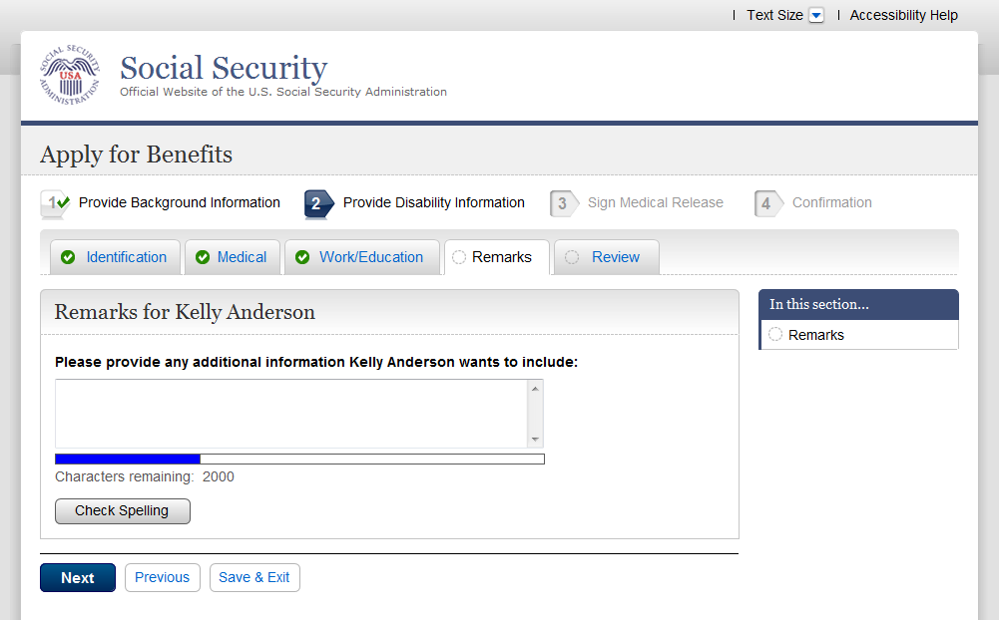 Text Size
Accessibility Help
SOCIAL SECURITY ADMINISTRATION
USA
Social Security
Official Website of the U.S. Social Security Administration
Apply for Benefits
1 Provide Background Information 2 Provide Disability Information 3 Sign Medical Release 4 Confirmation
Identification Medical Work/Education Remarks Review
Remarks for Kelly Anderson
Please provide any additional information Kelly Anderson wants to include:
Characters remaining: 2000
Check Spelling
Next Previous Save & Exit
In this section...
Remarks